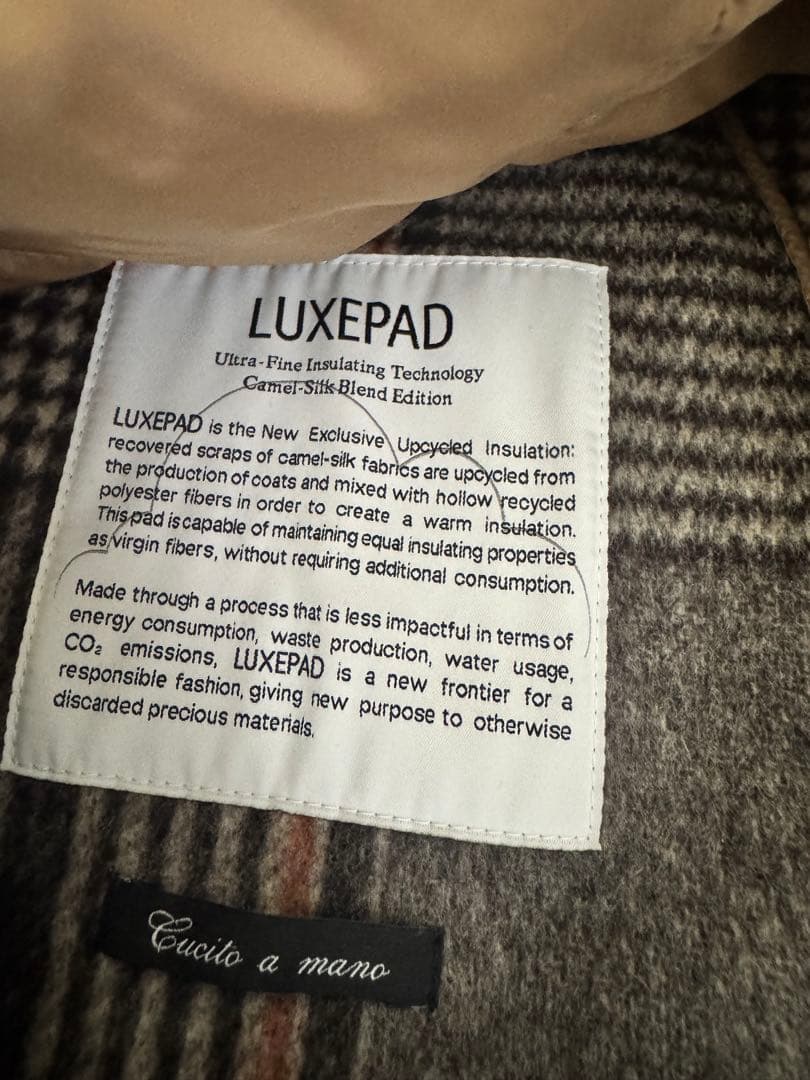 LUXEPAD
Ultra-Fine Insulating Technology
Camel-Silk Blend Edition
LUXEPAD is the New Exclusive Upcycled Insulation:
recovered scraps of camel-silk fabrics are upcycled from
the production of coats and mixed with hollow recycled
polyester fibers in order to create a warm insulation.
This pad is capable of maintaining equal insulating properties
as virgin fibers, without requiring additional consumption.
Made through a process that is less impactful in terms of
energy consumption, waste production, water usage,
CO₂ emissions, LUXEPAD is a new frontier for a
responsible fashion, giving new purpose to otherwise
discarded precious materials.
Cucito a mano